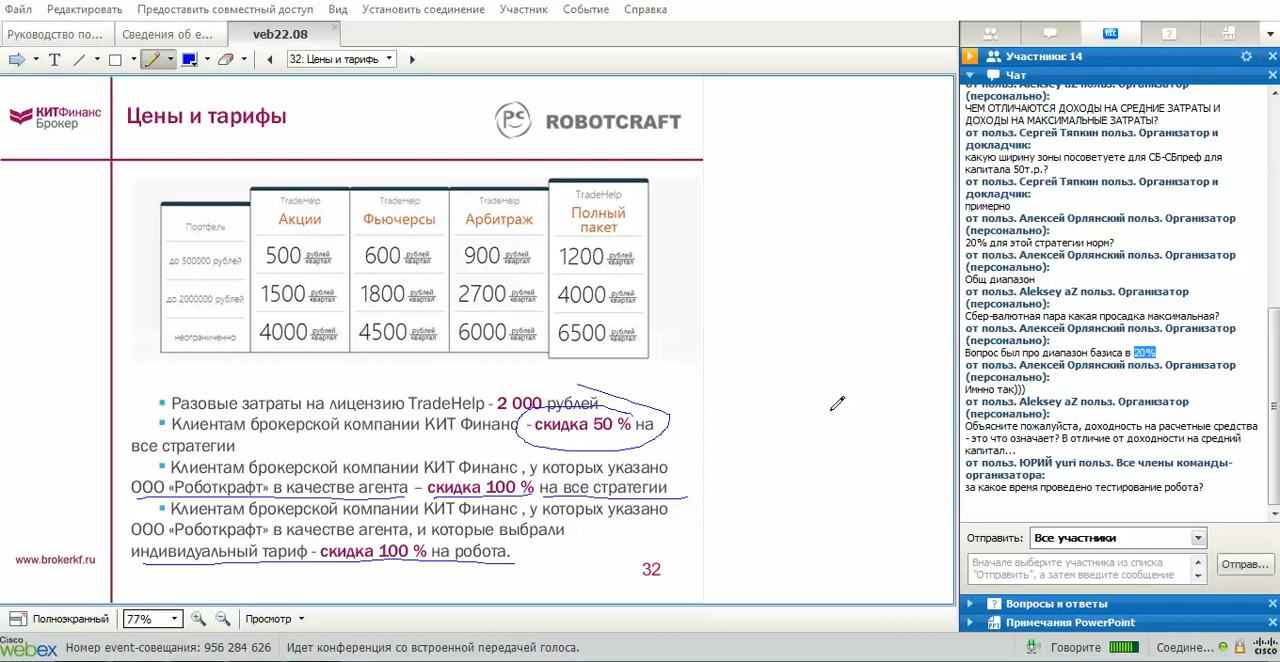 Файл Редактировать Предоставить совместный доступ Вид Установить соединение Участник Событие Справка
Руководство по... Сведения об е... veb22.08
T 32: Цены и тарифь
КИТФинанс
Брокер
Цены и тарифы
ROBOTCRAFT
Портфель
до 500000 рублей
до 2000000 рублей
неограниченно
TradeHelp
Акции
500 рублей квартал
1500 рублей квартал
4000 рублей квартал
TradeHelp
Фьючерсы
600 рублей квартал
1800 рублей квартал
4500 рублей квартал
TradeHelp
Арбитраж
900 рублей квартал
2700 рублей квартал
6000 рублей квартал
TradeHelp
Полный
пакет
1200 рублей квартал
4000 рублей квартал
6500 рублей квартал
Разовые затраты на лицензию TradeHelp - 2 000 рублей
Клиентам брокерской компании КИТ Финанс - скидка 50 % на
все стратегии
Клиентам брокерской компании КИТ Финанс , у которых указано
ООО «Роботкрафт» в качестве агента – скидка 100 % на все стратегии
Клиентам брокерской компании КИТ Финанс , у которых указано
ООО «Роботкрафт» в качестве агента, и которые выбрали
индивидуальный тариф - скидка 100 % на робота.
www.brokerkf.ru
32
REC
Участники: 14
Чат
от польз. Aleksey aZ польз. Организатор
(персонально):
ЧЕМ ОТЛИЧАЮТСЯ ДОХОДЫ НА СРЕДНИЕ ЗАТРАТЫ И
ДОХОДЫ НА МАКСИМАЛЬНЫЕ ЗАТРАТЫ?
от польз. Сергей Тяпкин польз. Организатор и
докладчик:
какую ширину зоны посоветуете для СБ-СБпреф для
капитала 50т.р.?
от польз. Сергей Тяпкин польз. Организатор и
докладчик:
примерно
от польз. Алексей Орлянский польз. Организатор
(персонально):
20% для этой стратегии норм?
от польз. Алексей Орлянский польз. Организатор
(персонально):
Общ диапазон
от польз. Aleksey aZ польз. Организатор
(персонально):
Сбер-валютная пара какая просадка максимальная?
от польз. Алексей Орлянский польз. Организатор
(персонально):
Вопрос был про диапазон базиса в 20%
от польз. Алексей Орлянский польз. Организатор
(персонально):
Имнно так)))
от польз. Aleksey aZ польз. Организатор
(персонально):
Объясните пожалуйста, доходность на расчетные средства
- это что означает? В отличие от доходности на средний
капитал...
от польз. ЮРИЙ yuri польз. Все члены команды-
организатора:
за какое время проведено тестирование робота?
Отправить: Все участники
Вначале выберите участника из списка
"Отправить", а затем введите сообщение
Отправ...
Вопросы и ответы
Примечания PowerPoint
Полноэкранный 77% Просмотр
Cisco
webex
Номер event-совещания: 956 284 626 Идет конференция со встроенной передачей голоса. Говорите Соедине... cisco